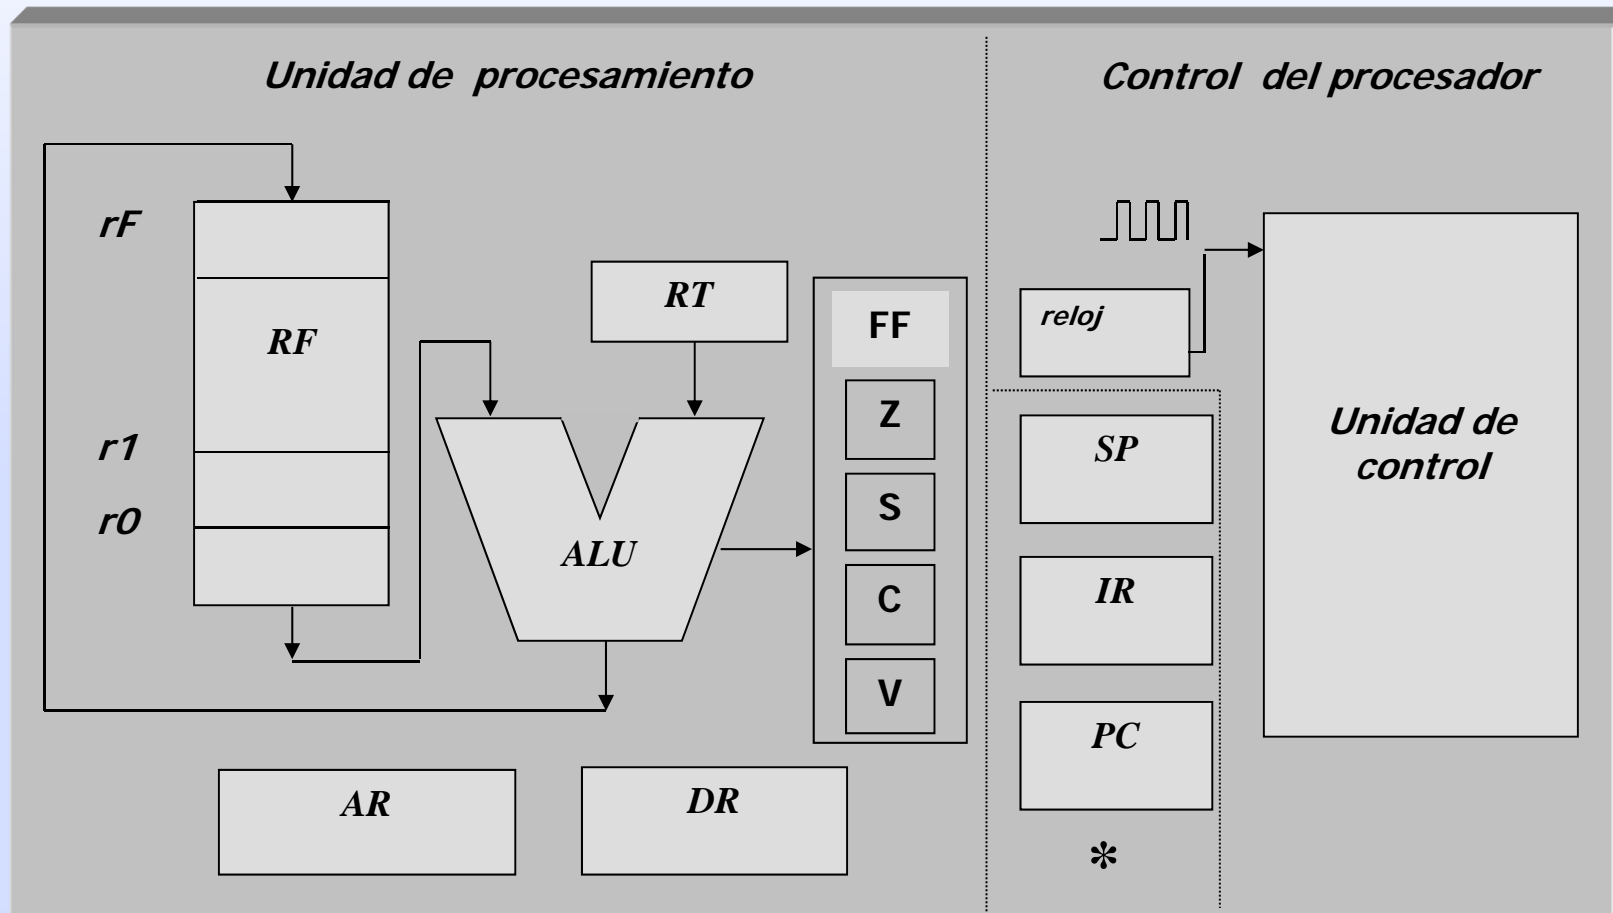 Unidad de procesamiento
Control del procesador
rF
RF
r1
r0
RT
ALU
FF
Z
S
C
V
AR
DR
reloj
SP
IR
PC
*
Unidad de
control